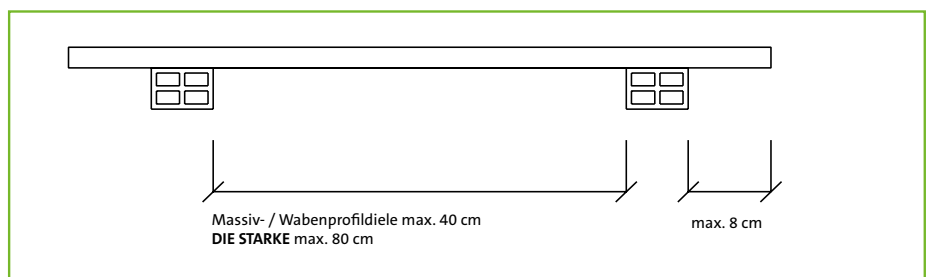 Massiv- / Wabenprofildiele max. 40 cm
DIE STARKE max. 80 cm
max. 8 cm